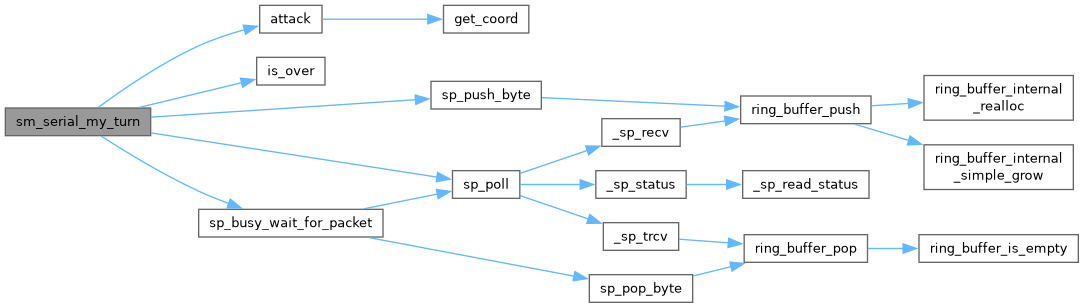 attack
get_coord
is_over
sm_serial_my_turn
sp_push_byte
ring_buffer_push
ring_buffer_internal
_realloc
ring_buffer_internal
_simple_grow
_sp_recv
sp_poll
_sp_status
_sp_read_status
sp_busy_wait_for_packet
_sp_trcv
ring_buffer_pop
ring_buffer_is_empty
sp_pop_byte